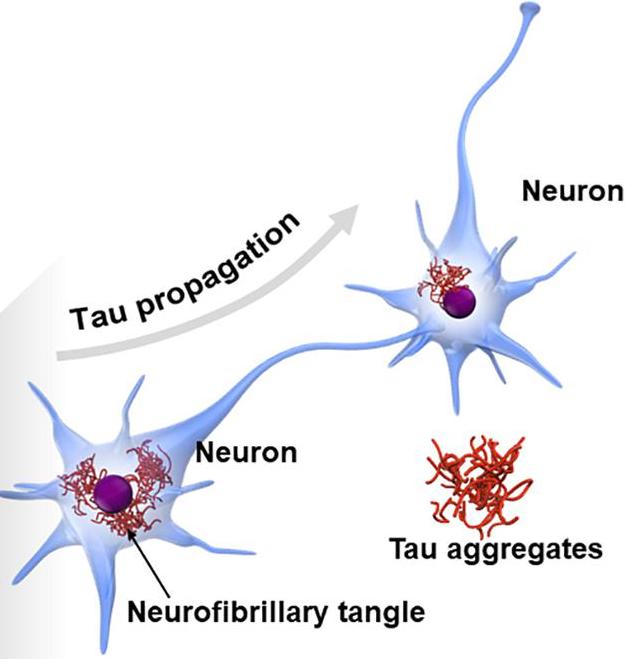 Neuron
Tau propagation
Neuron
Tau aggregates
Neurofibrillary tangle